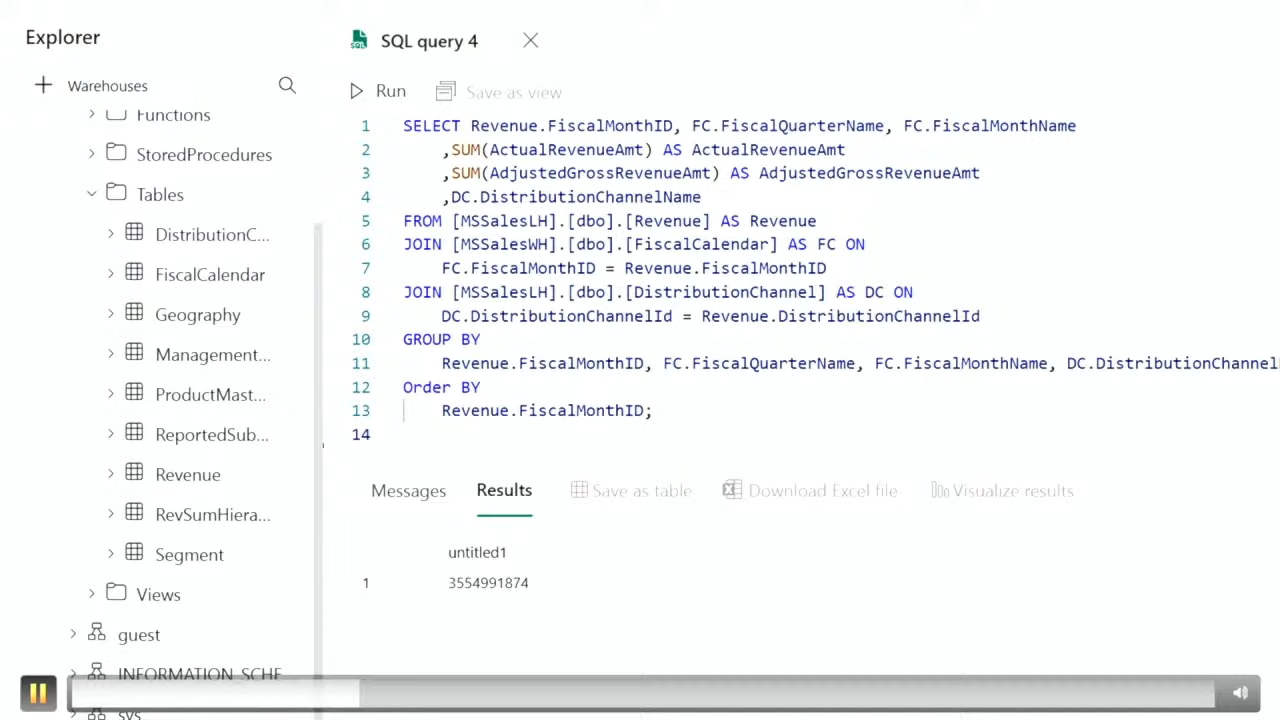 Explorer
Warehouses
Functions
StoredProcedures
Tables
DistributionC...
FiscalCalendar
Geography
Management...
ProductMast...
ReportedSub...
Revenue
RevSumHiera...
Segment
Views
guest
INFORMATION_SCHE
sys
SQL query 4
Run
Save as view
1 SELECT Revenue.FiscalMonthID, FC.FiscalQuarterName, FC.FiscalMonthName
2 ,SUM(ActualRevenueAmt) AS ActualRevenueAmt
3 ,SUM(AdjustedGrossRevenueAmt) AS AdjustedGrossRevenueAmt
4 ,DC.DistributionChannelName
5 FROM [MSSalesLH].[dbo].[Revenue] AS Revenue
6 JOIN [MSSalesWH].[dbo].[FiscalCalendar] AS FC ON
7 FC.FiscalMonthID = Revenue.FiscalMonthID
8 JOIN [MSSalesLH].[dbo].[DistributionChannel] AS DC ON
9 DC.DistributionChannelId = Revenue.DistributionChannelId
10 GROUP BY
11 Revenue.FiscalMonthID, FC.FiscalQuarterName, FC.FiscalMonthName, DC.Distribution​Channel
12 Order BY
13 Revenue.FiscalMonthID;
14
Messages Results Save as table Download Excel file Visualize results
untitled1
1 3554991874